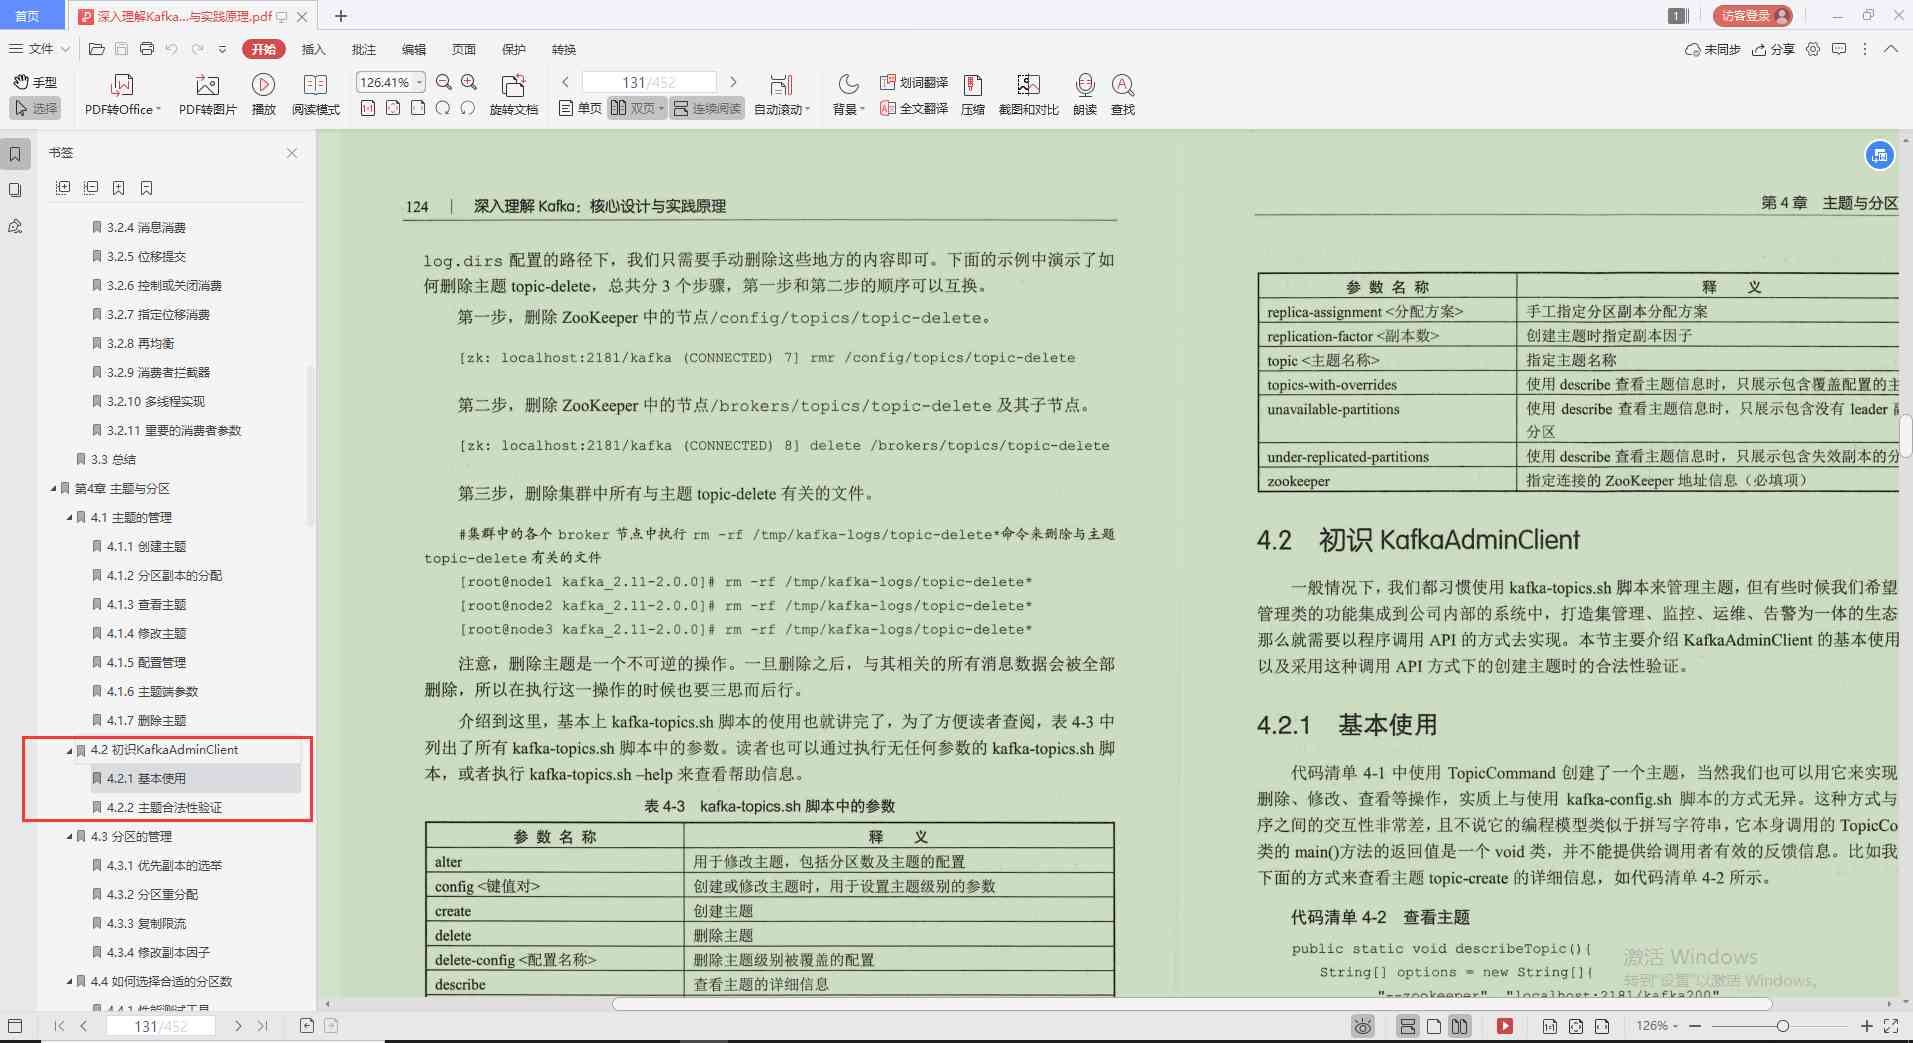 首页
深入理解Kafka...与实践原理.pdf
1
访客登录
文件
开始
插入
批注
编辑
页面
保护
转换
未同步
分享
手型
选择
PDF转Office
PDF转图片
播放
阅读模式
126.41%
旋转文档
131/452
单页
双页
连续阅读
自动滚动
背景
划词翻译
全文翻译
压缩
截图和对比
朗读
查找
书签
3.2.4 消息消费
3.2.5 位移提交
3.2.6 控制或关闭消费
3.2.7 指定位移消费
3.2.8 再均衡
3.2.9 消费者拦截器
3.2.10 多线程实现
3.2.11 重要的消费者参数
3.3 总结
第4章 主题与分区
4.1 主题的管理
4.1.1 创建主题
4.1.2 分区副本的分配
4.1.3 查看主题
4.1.4 修改主题
4.1.5 配置管理
4.1.6 主题端参数
4.1.7 删除主题
4.2 初识KafkaAdminClient
4.2.1 基本使用
4.2.2 主题合法性验证
4.3 分区的管理
4.3.1 优先副本的选举
4.3.2 分区重分配
4.3.3 复制限流
4.3.4 修改副本因子
4.4 如何选择合适的分区数
4.4.1 性能测试工具
124 | 深入理解 Kafka：核心设计与实践原理
log.dirs 配置的路径下，我们只需要手动删除这些地方的内容即可。下面的示例中演示了如
何删除主题 topic-delete，总共分 3 个步骤，第一步和第二步的顺序可以互换。
第一步，删除 ZooKeeper 中的节点/config/topics/topic-delete。
[zk: localhost:2181/kafka (CONNECTED) 7] rmr /config/topics/topic-delete
第二步，删除 ZooKeeper 中的节点/brokers/topics/topic-delete 及其子节点。
[zk: localhost:2181/kafka (CONNECTED) 8] delete /brokers/topics/topic-delete
第三步，删除集群中所有与主题 topic-delete 有关的文件。
#集群中的各个 broker 节点中执行 rm -rf /tmp/kafka-logs/topic-delete*命令来删除与主题
topic-delete 有关的文件
[root@node1 kafka_2.11-2.0.0]# rm -rf /tmp/kafka-logs/topic-delete*
[root@node2 kafka_2.11-2.0.0]# rm -rf /tmp/kafka-logs/topic-delete*
[root@node3 kafka_2.11-2.0.0]# rm -rf /tmp/kafka-logs/topic-delete*
注意，删除主题是一个不可逆的操作。一旦删除之后，与其相关的所有消息数据会被全部
删除，所以在执行这一操作的时候也要三思而后行。
介绍到这里，基本上 kafka-topics.sh 脚本的使用也就讲完了，为了方便读者查阅，表 4-3 中
列出了所有 kafka-topics.sh 脚本中的参数。读者也可以通过执行无任何参数的 kafka-topics.sh 脚
本，或者执行 kafka-topics.sh –help 来查看帮助信息。
表 4-3 kafka-topics.sh 脚本中的参数
参 数 名 称 释 义
alter 用于修改主题，包括分区数及主题的配置
config <键值对> 创建或修改主题时，用于设置主题级别的参数
create 创建主题
delete 删除主题
delete-config <配置名称> 删除主题级别被覆盖的配置
describe 查看主题的详细信息
第 4 章 主题与分区
参 数 名 称 释 义
replica-assignment <分配方案> 手工指定分区副本分配方案
replication-factor <副本数> 创建主题时指定副本因子
topic <主题名称> 指定主题名称
topics-with-overrides 使用 describe 查看主题信息时，只展示包含覆盖配置的主
unavailable-partitions 使用 describe 查看主题信息时，只展示包含没有 leader
分区
under-replicated-partitions 使用 describe 查看主题信息时，只展示包含失效副本的分
zookeeper 指定连接的 ZooKeeper 地址信息（必填项）
4.2 初识 KafkaAdminClient
一般情况下，我们都习惯使用 kafka-topics.sh 脚本来管理主题，但有些时候我们希望
管理类的功能集成到公司内部的系统中，打造集管理、监控、运维、告警为一体的生态
那么就需要以程序调用 API 的方式去实现。本节主要介绍 KafkaAdminClient 的基本使用
以及采用这种调用 API 方式下的创建主题时的合法性验证。
4.2.1 基本使用
代码清单 4-1 中使用 TopicCommand 创建了一个主题，当然我们也可以用它来实现
删除、修改、查看等操作，实质上与使用 kafka-config.sh 脚本的方式无异。这种方式与
序之间的交互性非常差，且不说它的编程模型类似于拼写字符串，它本身调用的 TopicCo
类的 main()方法的返回值是一个 void 类，并不能提供给调用者有效的反馈信息。比如我
下面的方式来查看主题 topic-create 的详细信息，如代码清单 4-2 所示。
代码清单 4-2 查看主题
public static void describeTopic(){
String[] options = new String[]{
"--zookeeper", "localhost:2181/kafka200",
激活 Windows
转到"设置"以激活 Windows。
131/452
126%